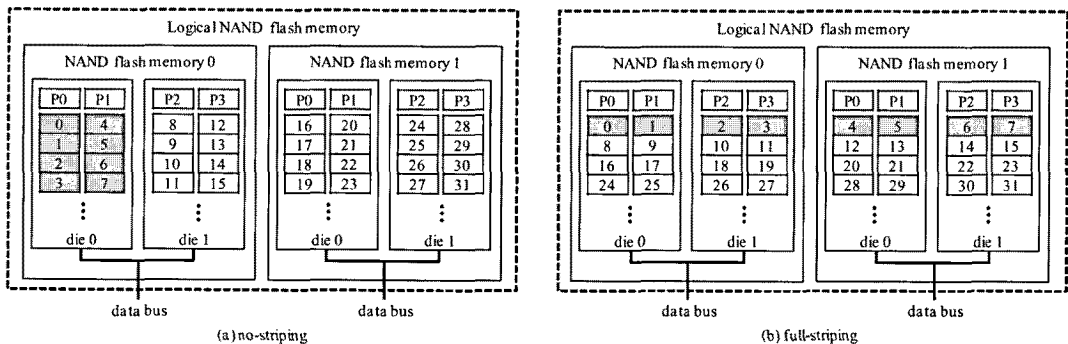 Logical NAND flash memory
NAND flash memory 0
NAND flash memory 1
P0 P1 P2 P3 P0 P1 P2 P3
0 4 8 12 16 20 24 28
1 5 9 13 17 21 25 29
2 6 10 14 18 22 26 30
3 7 11 15 19 23 27 31
die 0 die 1 die 0 die 1
data bus data bus
(a) no-striping
Logical NAND flash memory
NAND flash memory 0
NAND flash memory 1
P0 P1 P2 P3 P0 P1 P2 P3
0 1 2 3 4 5 6 7
8 9 10 11 12 13 14 15
16 17 18 19 20 21 22 23
24 25 26 27 28 29 30 31
die 0 die 1 die 0 die 1
data bus data bus
(b) full-striping